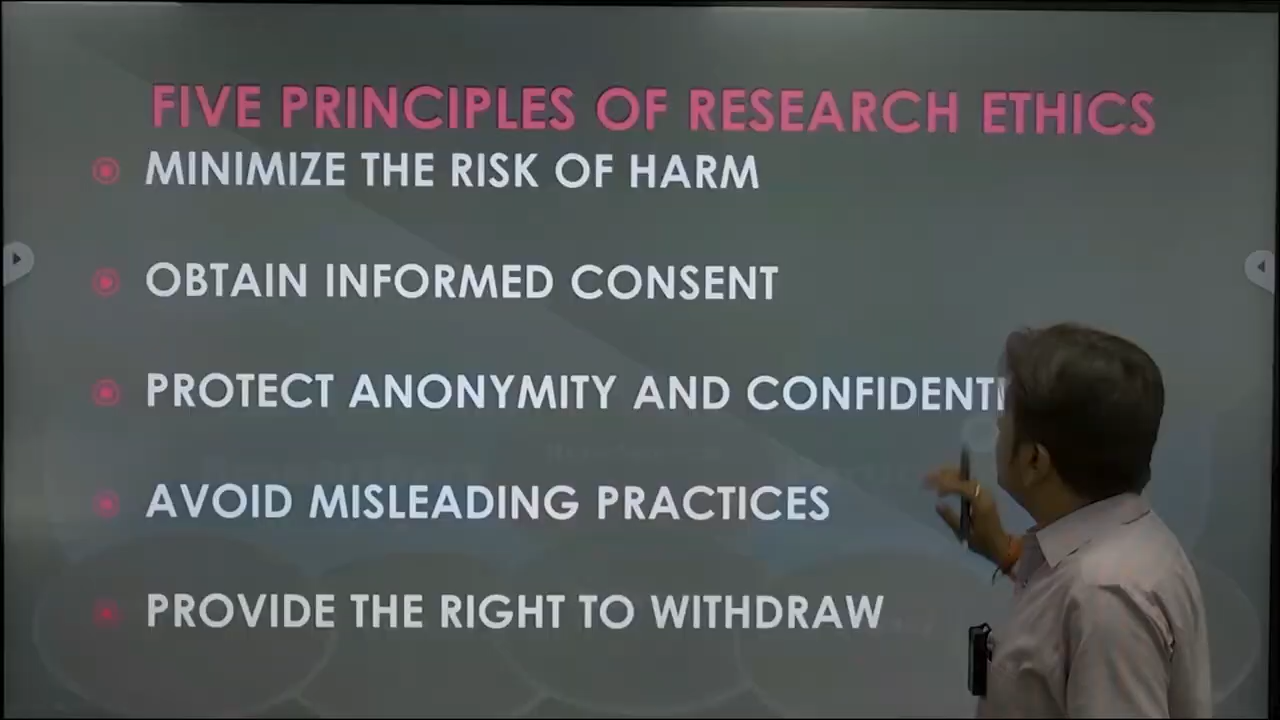 FIVE PRINCIPLES OF RESEARCH ETHICS
MINIMIZE THE RISK OF HARM
OBTAIN INFORMED CONSENT
PROTECT ANONYMITY AND
AVOID MISLEADING PRACTICES
PROVIDE THE RIGHT TO WITHDRAW